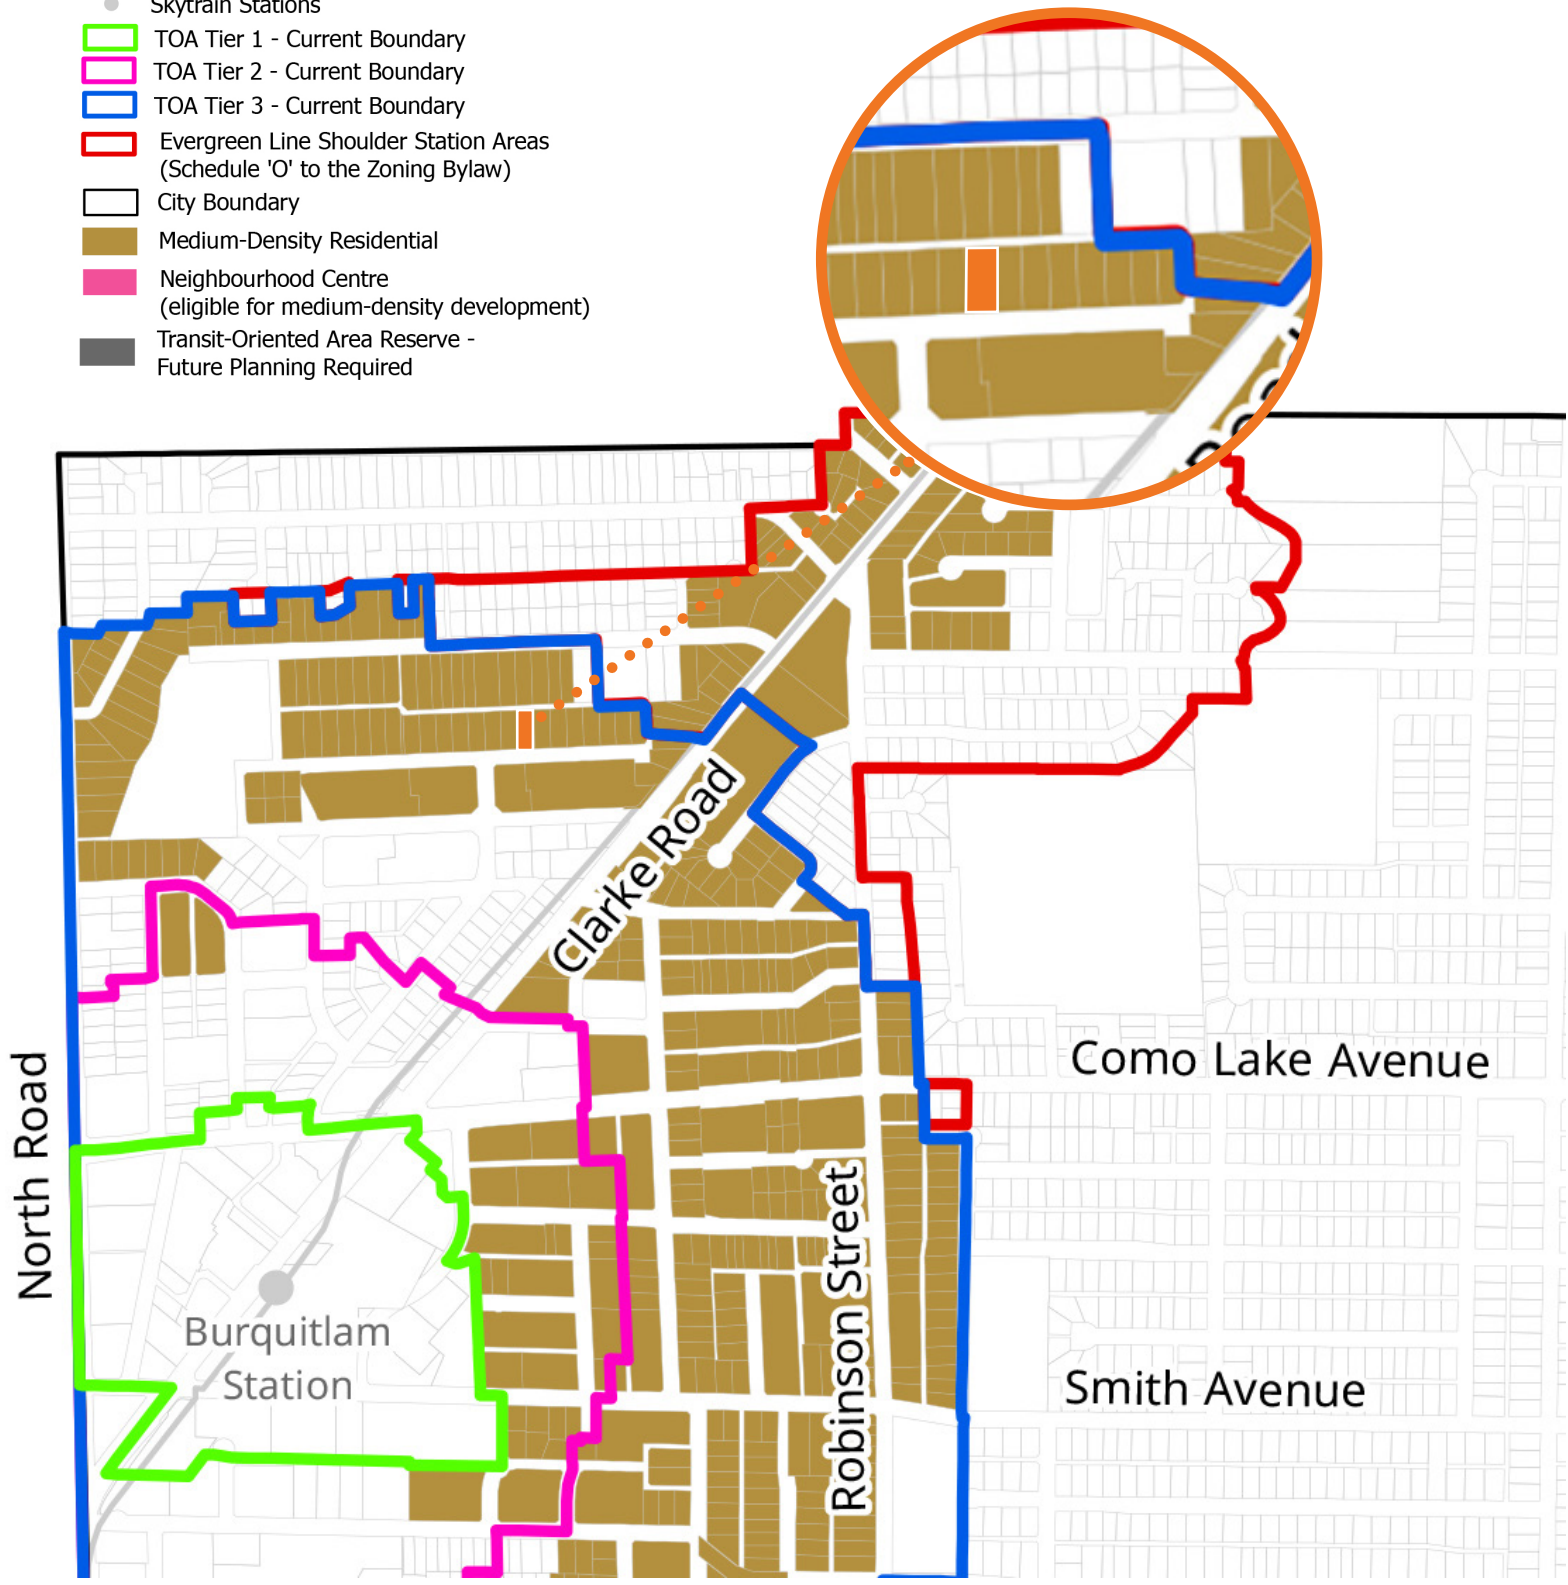 Skytrain Stations
TOA Tier 1 - Current Boundary
TOA Tier 2 - Current Boundary
TOA Tier 3 - Current Boundary
Evergreen Line Shoulder Station Areas
(Schedule 'O' to the Zoning Bylaw)
City Boundary
Medium-Density Residential
Neighbourhood Centre
(eligible for medium-density development)
Transit-Oriented Area Reserve -
Future Planning Required
Clarke Road
North Road
Como Lake Avenue
Robinson Street
Burquitlam
Station
Smith Avenue